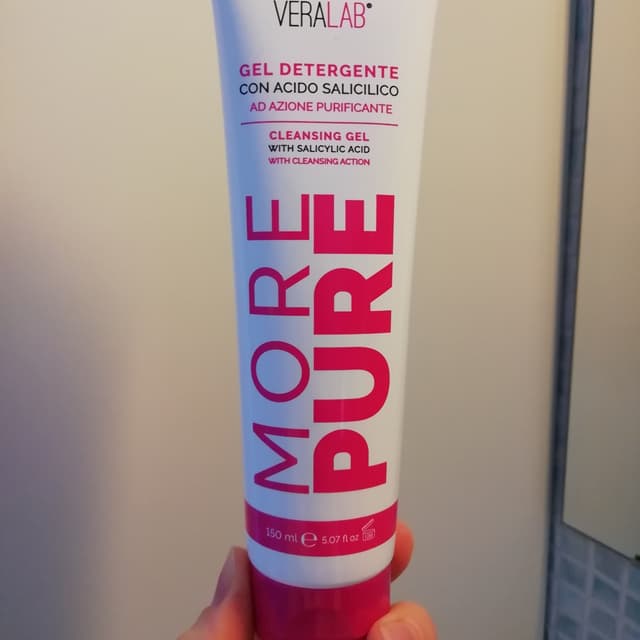 VERALAB®
GEL DETERGENTE
CON ACIDO SALICILICO
AD AZIONE PURIFICANTE
CLEANSING GEL
WITH SALICYLIC ACID
WITH CLEANSING ACTION
MORE
PURE
150 ml ℮ 5.07 fl oz